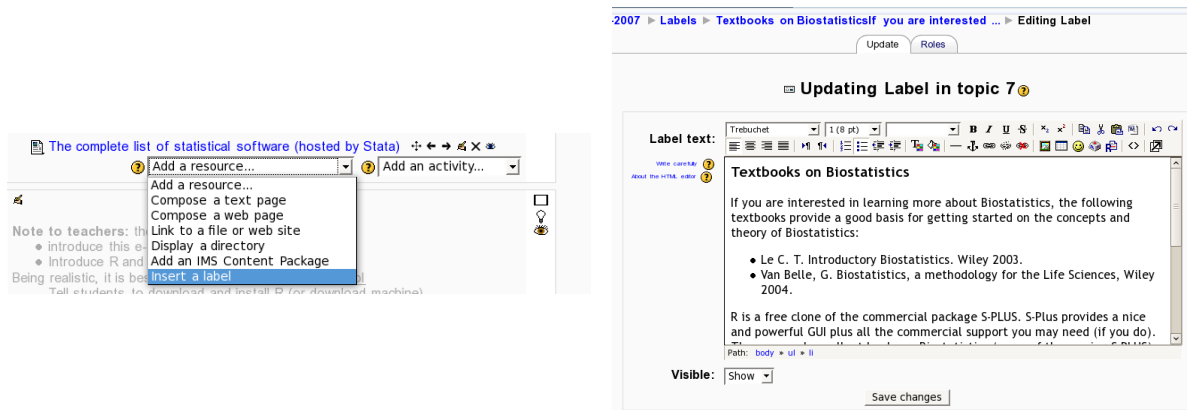 The complete list of statistical software (hosted by Stata)
Add a resource... Add an activity...
Add a resource...
Compose a text page
Compose a web page
Link to a file or web site
Display a directory
Add an IMS Content Package
Insert a label
Note to teachers: the
introduce this e-
Introduce R and
Being realistic, it is bes
Tell students to download and install R (or download machine)
-2007 ► Labels ► Textbooks on BiostatisticsIf you are interested ... ► Editing Label
Update Roles
Updating Label in topic 7
Label text:
Trebuchet 1 (8 pt)
Write carefully
About the HTML editor
Textbooks on Biostatistics
If you are interested in learning more about Biostatistics, the following
textbooks provide a good basis for getting started on the concepts and
theory of Biostatistics:
• Le C. T. Introductory Biostatistics. Wiley 2003.
• Van Belle, G. Biostatistics, a methodology for the Life Sciences, Wiley
2004.
R is a free clone of the commercial package S-PLUS. S-Plus provides a nice
and powerful GUI plus all the commercial support you may need (if you do).
Path: body » ul » li
Visible: Show
Save changes